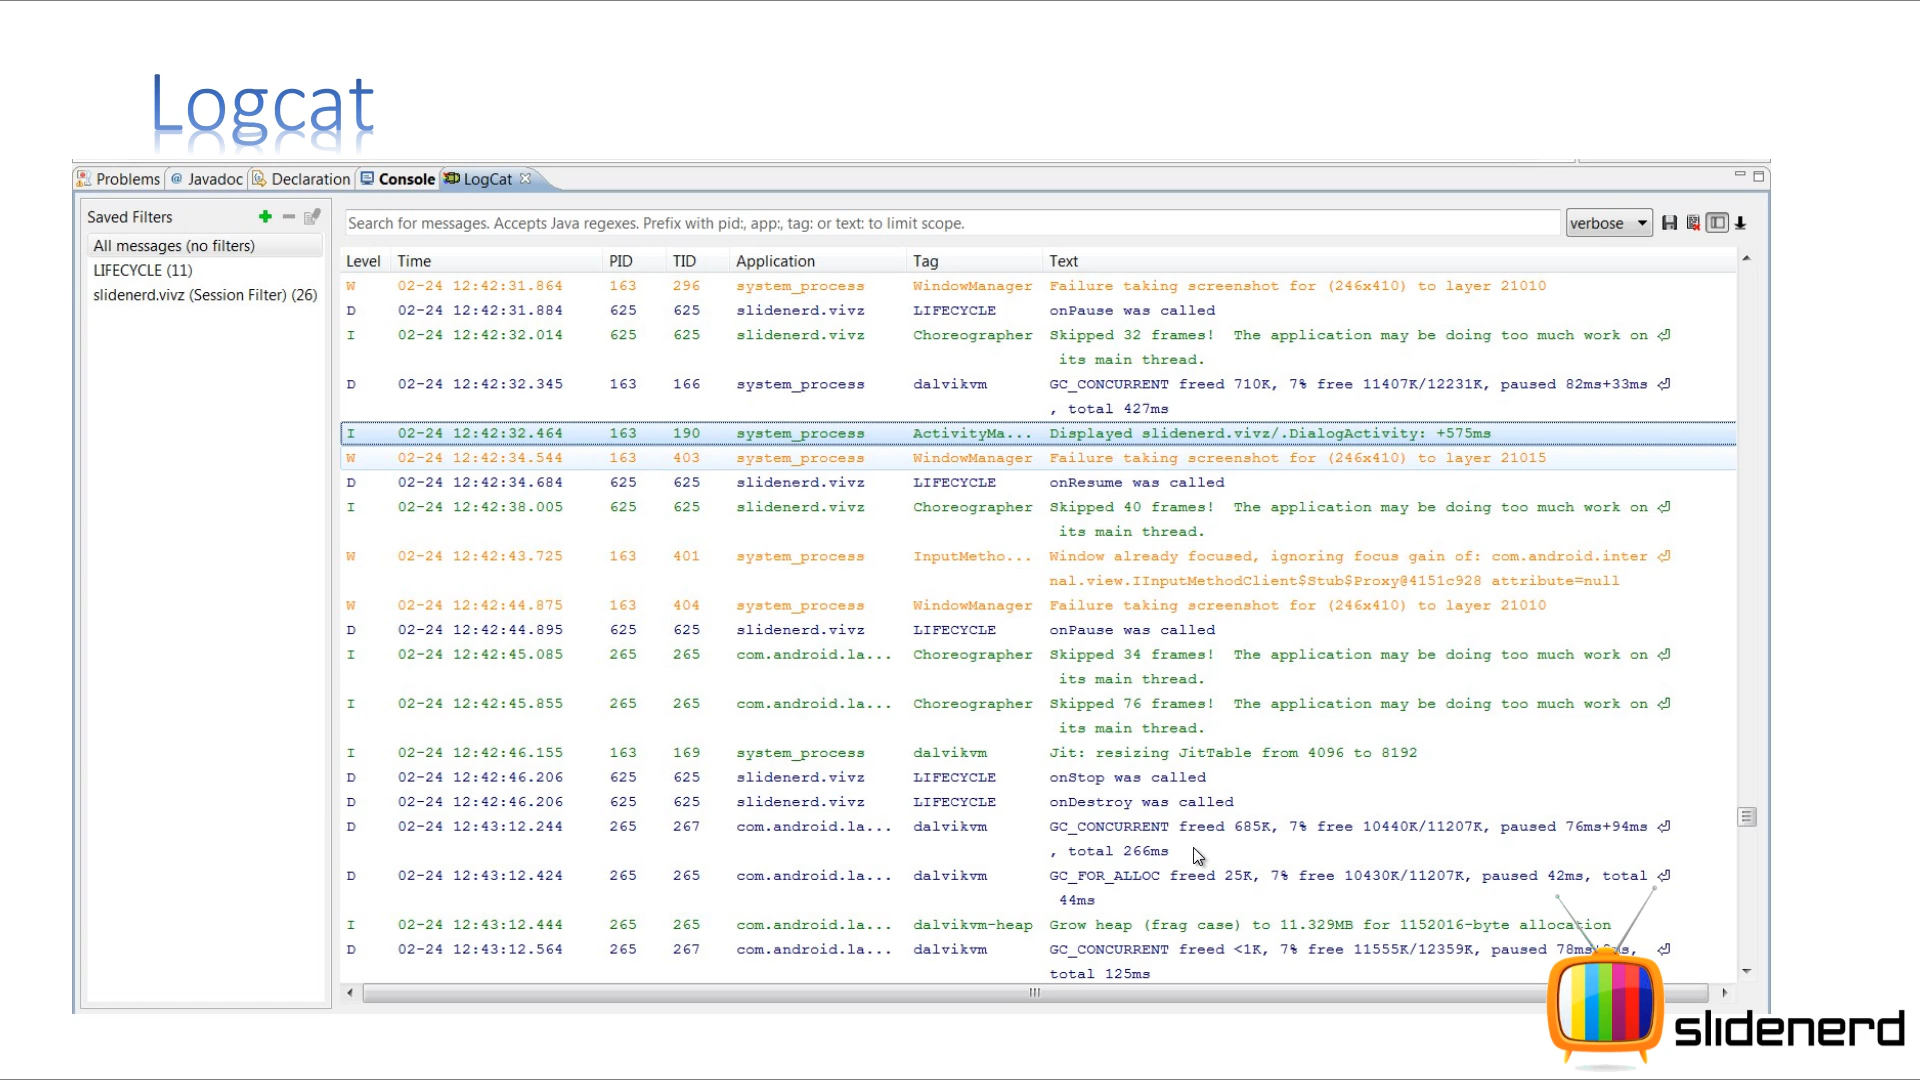 Logcat
Problems @ Javadoc Declaration Console LogCat
Saved Filters
All messages (no filters)
LIFECYCLE (11)
slidenerd.vivz (Session Filter) (26)
Search for messages. Accepts Java regexes. Prefix with pid:, app:, tag: or text: to limit scope. verbose
Level Time PID TID Application Tag Text
W 02-24 12:42:31.864 163 296 system_process WindowManager Failure taking screenshot for (246x410) to layer 21010
D 02-24 12:42:31.884 625 625 slidenerd.vivz LIFECYCLE onPause was called
I 02-24 12:42:32.014 625 625 slidenerd.vivz Choreographer Skipped 32 frames! The application may be doing too much work on
its main thread.
D 02-24 12:42:32.345 163 166 system_process dalvikvm GC_CONCURRENT freed 710K, 7% free 11407K/12231K, paused 82ms+33ms
, total 427ms
I 02-24 12:42:32.464 163 190 system_process ActivityMa... Displayed slidenerd.vivz/.DialogActivity: +575ms
W 02-24 12:42:34.544 163 403 system_process WindowManager Failure taking screenshot for (246x410) to layer 21015
D 02-24 12:42:34.684 625 625 slidenerd.vivz LIFECYCLE onResume was called
I 02-24 12:42:38.005 625 625 slidenerd.vivz Choreographer Skipped 40 frames! The application may be doing too much work on
its main thread.
W 02-24 12:42:43.725 163 401 system_process InputMetho... Window already focused, ignoring focus gain of: com.android.inter
nal.view.IInputMethodClient$Stub$Proxy@4151c928 attribute=null
W 02-24 12:42:44.875 163 404 system_process WindowManager Failure taking screenshot for (246x410) to layer 21010
D 02-24 12:42:44.895 625 625 slidenerd.vivz LIFECYCLE onPause was called
I 02-24 12:42:45.085 265 265 com.android.la... Choreographer Skipped 34 frames! The application may be doing too much work on
its main thread.
I 02-24 12:42:45.855 265 265 com.android.la... Choreographer Skipped 76 frames! The application may be doing too much work on
its main thread.
I 02-24 12:42:46.155 163 169 system_process dalvikvm Jit: resizing JitTable from 4096 to 8192
D 02-24 12:42:46.206 625 625 slidenerd.vivz LIFECYCLE onStop was called
D 02-24 12:42:46.206 625 625 slidenerd.vivz LIFECYCLE onDestroy was called
D 02-24 12:43:12.244 265 267 com.android.la... dalvikvm GC_CONCURRENT freed 685K, 7% free 10440K/11207K, paused 76ms+94ms
, total 266ms
D 02-24 12:43:12.424 265 265 com.android.la... dalvikvm GC_FOR_ALLOC freed 25K, 7% free 10430K/11207K, paused 42ms, total
44ms
I 02-24 12:43:12.444 265 265 com.android.la... dalvikvm-heap Grow heap (frag case) to 11.329MB for 1152016-byte allocation
D 02-24 12:43:12.564 265 267 com.android.la... dalvikvm GC_CONCURRENT freed <1K, 7% free 11555K/12359K, paused
total 125ms
slidenerd